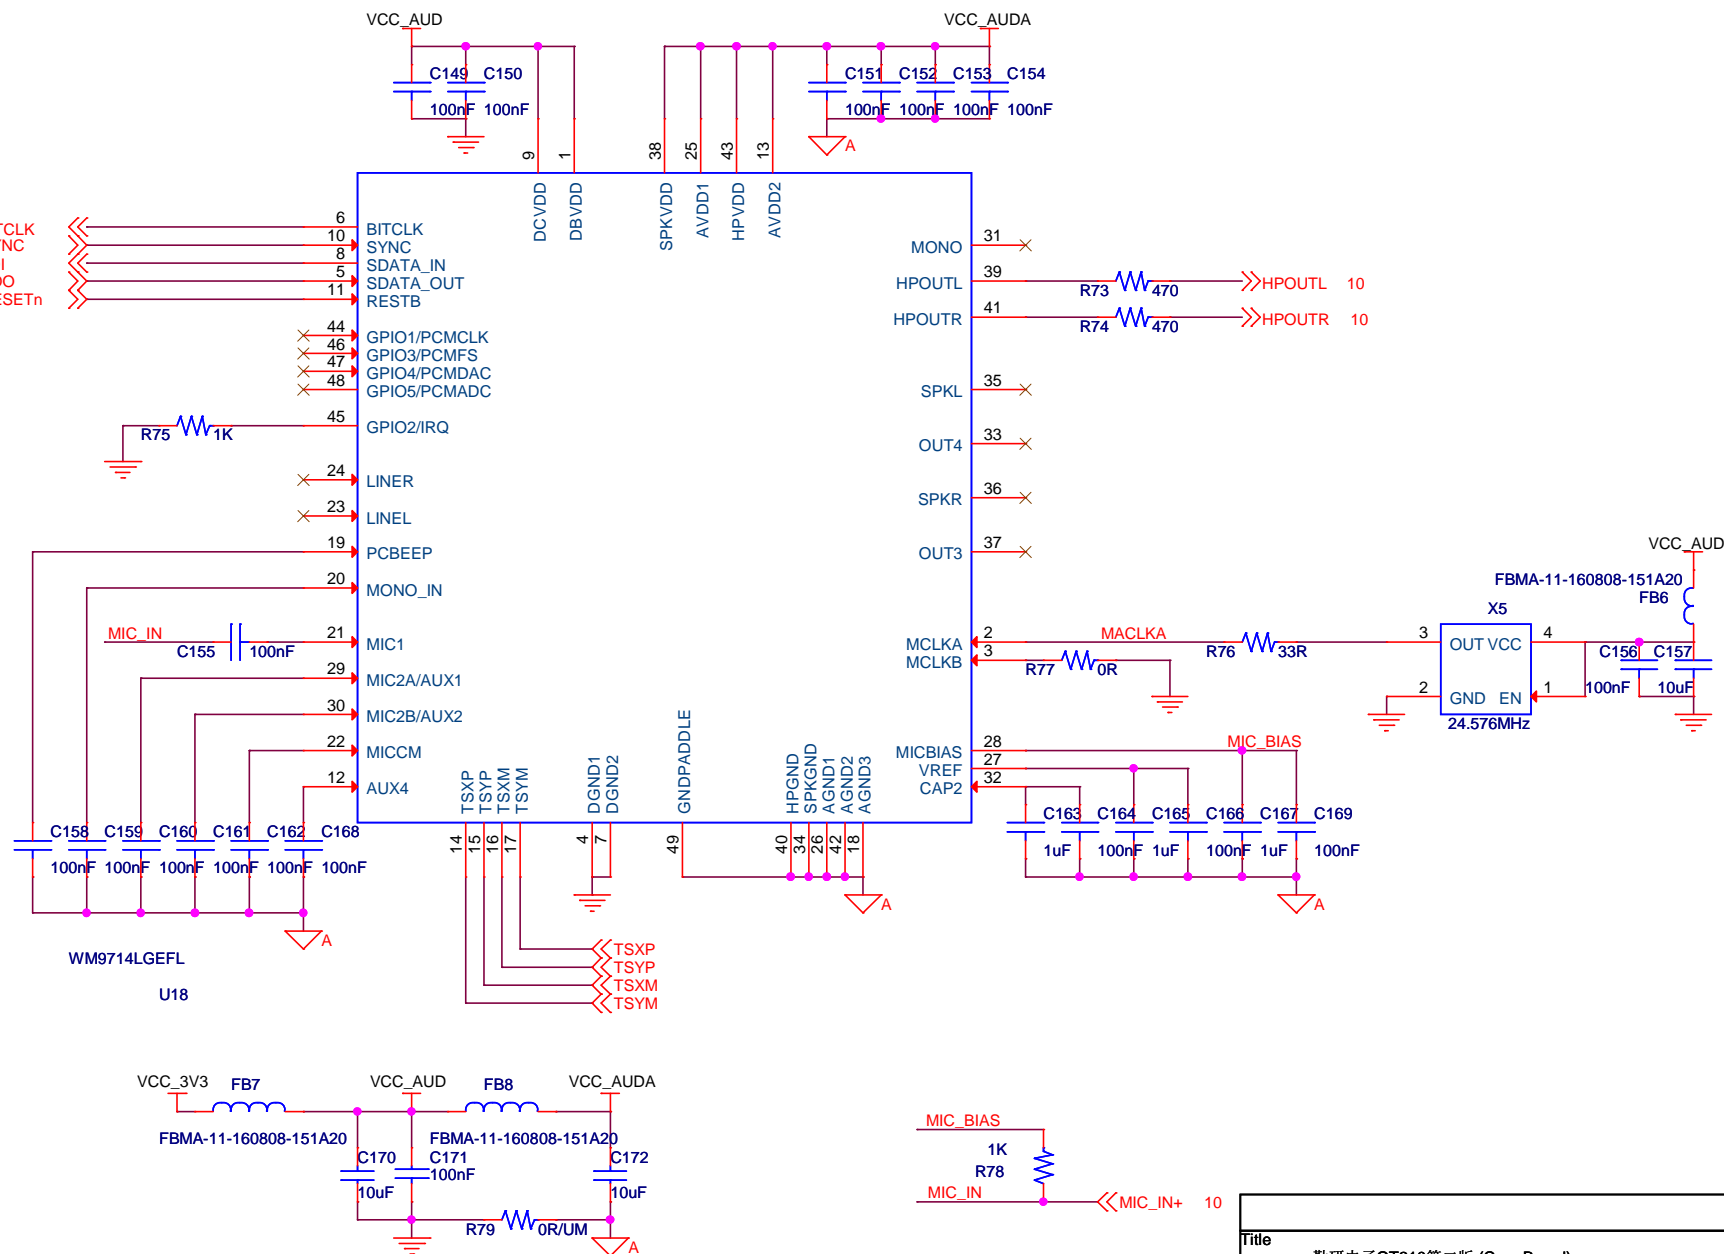 VCC_AUD
VCC_AUDA
C149
C150
100nF
100nF
C151
C152
C153
C154
100nF
100nF
100nF
100nF
A
9
1
38
25
43
13
DCVDD
DBVDD
SPKVDD
AVDD1
HPVDD
AVDD2
TCLK
6
BITCLK
NC
10
SYNC
I
8
SDATA_IN
DO
5
SDATA_OUT
ESETn
11
RESTB
44
GPIO1/PCMCLK
46
GPIO3/PCMFS
47
GPIO4/PCMDAC
48
GPIO5/PCMADC
R75
1K
45
GPIO2/IRQ
24
LINER
23
LINEL
19
PCBEEP
20
MONO_IN
MIC_IN
C155
100nF
21
MIC1
29
MIC2A/AUX1
30
MIC2B/AUX2
22
MICCM
12
AUX4
MONO
31
HPOUTL
39
R73
470
HPOUTL
10
HPOUTR
41
R74
470
HPOUTR
10
SPKL
35
OUT4
33
SPKR
36
OUT3
37
MCLKA
2
MACLKA
R76
33R
MCLKB
3
R77
0R
VCC_AUD
FBMA-11-160808-151A20
FB6
X5
3
OUT
VCC
4
2
GND
EN
1
24.576MHz
C156
C157
100nF
10uF
MICBIAS
28
MIC_BIAS
VREF
27
CAP2
32
C163
C164
C165
C166
C167
C169
1uF
100nF
1uF
100nF
1uF
100nF
A
TSXP
TSYP
TSXM
TSYM
DGND1
DGND2
GNDPADDLE
HPGND
SPKGND
AGND1
AGND2
AGND3
14
15
16
17
4
7
49
40
34
26
42
18
A
C158
C159
C160
C161
C162
C168
100nF
100nF
100nF
100nF
100nF
100nF
A
WM9714LGEFL
U18
TSXP
TSYP
TSXM
TSYM
VCC_3V3
FB7
VCC_AUD
FB8
VCC_AUDA
FBMA-11-160808-151A20
FBMA-11-160808-151A20
C170
10uF
C171
100nF
C172
10uF
R79
0R/UM
A
MIC_BIAS
1K
R78
MIC_IN
MIC_IN+
10
Title